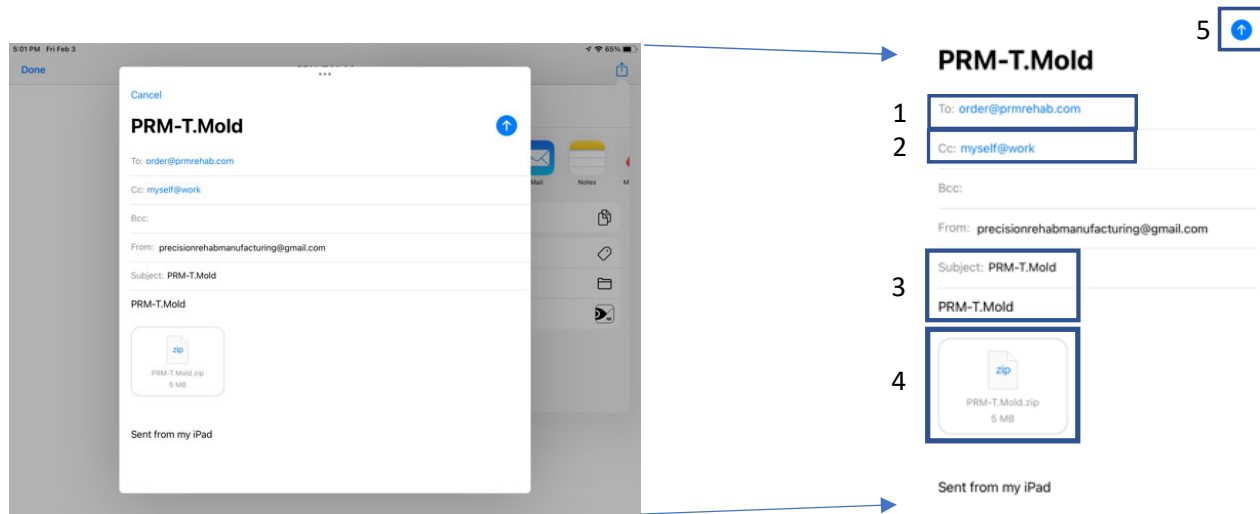 5:01 PM Fri Feb 3
65%
Done
Cancel
PRM-T.Mold
To: order@prmrehab.com
Cc: myself@work
Bcc:
From: precisionrehabmanufacturing@gmail.com
Subject: PRM-T.Mold
PRM-T.Mold
zip
PRM-T.Mold.zip
5 MB
Sent from my iPad
Mail
Notes
M
5
PRM-T.Mold
1
To: order@prmrehab.com
2
Cc: myself@work
Bcc:
From: precisionrehabmanufacturing@gmail.com
3
Subject: PRM-T.Mold
PRM-T.Mold
4
zip
PRM-T.Mold.zip
5 MB
Sent from my iPad